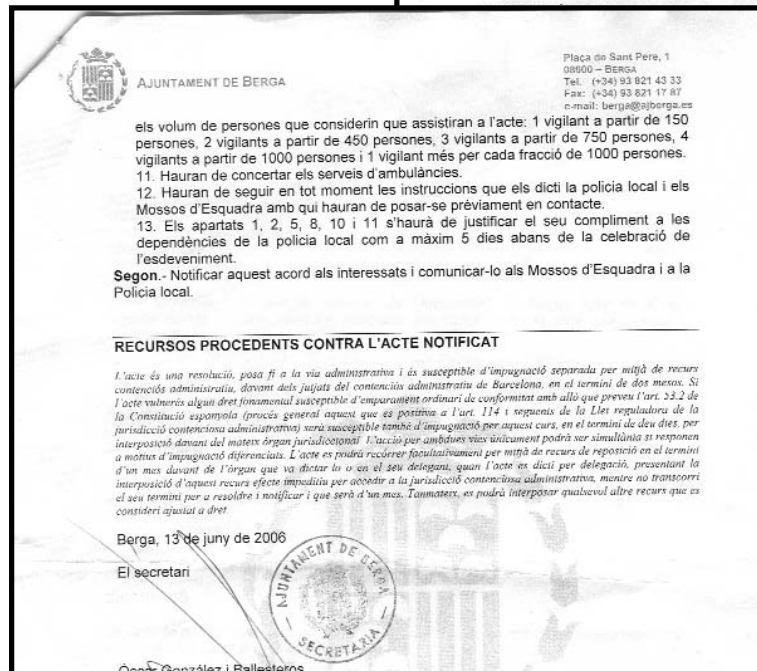 AJUNTAMENT DE BERGA
Plaça de Sant Pere, 1
08600 – BERGA
Tel. (+34) 93 821 43 33
Fax: (+34) 93 821 17 87
e-mail: berga@ajberga.es
els volum de persones que considerin que assistiran a l'acte: 1 vigilant a partir de 150
persones, 2 vigilants a partir de 450 persones, 3 vigilants a partir de 750 persones, 4
vigilants a partir de 1000 persones i 1 vigilant més per cada fracció de 1000 persones.
11. Hauran de concertar els serveis d'ambulàncies.
12. Hauran de seguir en tot moment les instruccions que els dicti la policia local i els
Mossos d'Esquadra amb qui hauran de posar-se prèviament en contacte.
13. Els apartats 1, 2, 5, 8, 10 i 11 s'haurà de justificar el seu compliment a les
dependències de la policia local com a màxim 5 dies abans de la celebració de
l'esdeveniment.
Segon.- Notificar aquest acord als interessats i comunicar-lo als Mossos d'Esquadra i a la
Policia local.
RECURSOS PROCEDENTS CONTRA L'ACTE NOTIFICAT
L'acte és una resolució, posa fi a la via administrativa i és susceptible d'impugnació separada per mitjà de recurs
contenciós administratiu, davant dels jutjats del contenciós administratiu de Barcelona, en el termini de dos mesos. Si
l'acte vulnerés algun dret fonamental susceptible d'emparament ordinari de conformitat amb allò que preveu l'art. 53.2 de
la Constitució espanyola (procés general aquest que es positiva a l'art. 114 i següents de la Llei reguladora de la
jurisdicció contenciosa administrativa) serà susceptible també d'impugnació per aquest curs, en el termini de deu dies, per
interposició davant del mateix òrgan jurisdiccional. L'acció per ambdues vies únicament podrà ser simultània si responen
a motius d'impugnació diferenciats. L'acte es podrà recórrer facultativament per mitjà de recurs de reposició en el termini
d'un mes davant de l'òrgan que va dictar lo o en el seu delegant, quan l'acte es dicti per delegació, presentant la
interposició d'aquest recurs efecte impeditiu per accedir a la jurisdicció contenciosa administrativa, mentre no transcorri
el seu termini per a resoldre i notificar i que serà d'un mes. Tanmateix, es podrà interposar qualsevol altre recurs que es
consideri ajustat a dret.
Berga, 13 de juny de 2006
El secretari
AJUNTAMENT DE BERGA
SECRETARIA
Òscar González i Ballesteros